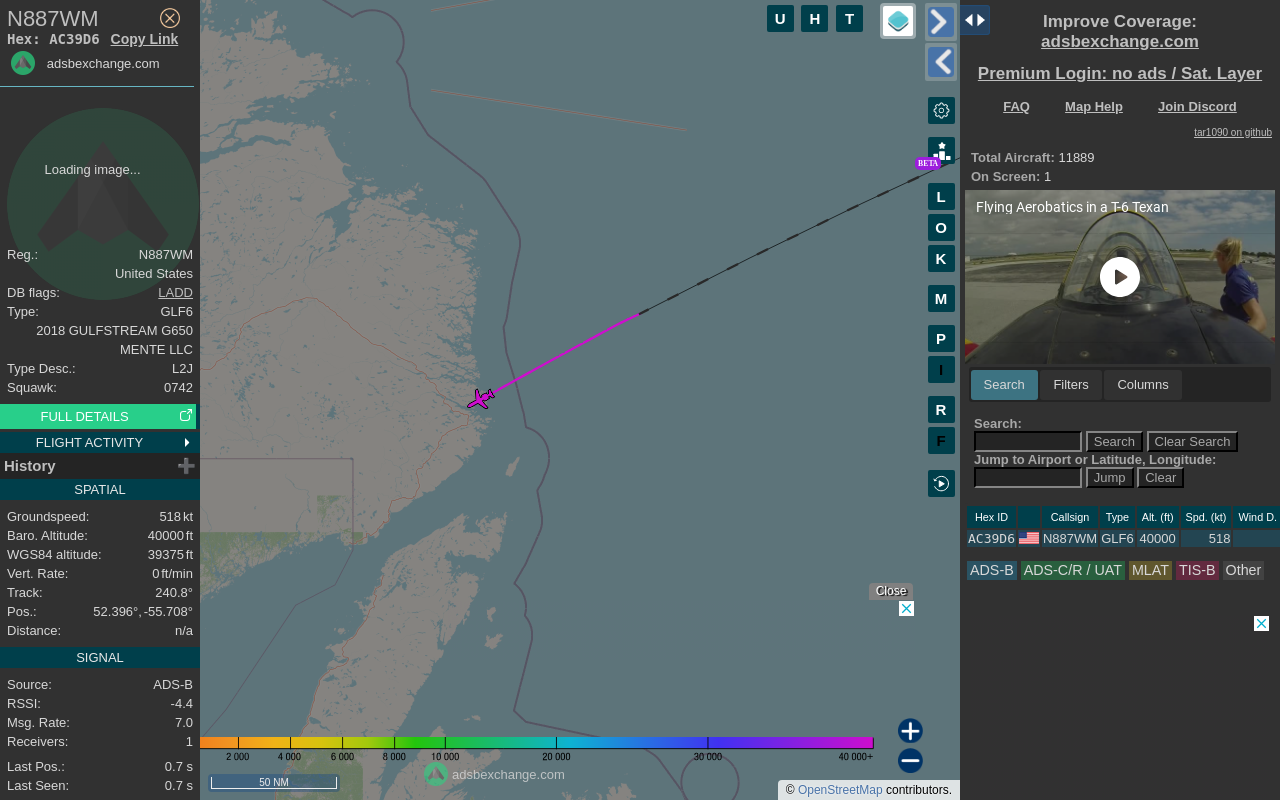 N887WM
Hex: AC39D6 Copy Link
adsbexchange.com
Loading image...
Reg.: N887WM
United States
DB flags: LADD
Type: GLF6
2018 GULFSTREAM G650
MENTE LLC
Type Desc.: L2J
Squawk: 0742
FULL DETAILS
FLIGHT ACTIVITY
History
SPATIAL
Groundspeed: 518 kt
Baro. Altitude: 40000 ft
WGS84 altitude: 39375 ft
Vert. Rate: 0 ft/min
Track: 240.8°
Pos.: 52.396°, -55.708°
Distance: n/a
SIGNAL
Source: ADS-B
RSSI: -4.4
Msg. Rate: 7.0
Receivers: 1
Last Pos.: 0.7 s
Last Seen: 0.7 s
U H T
BETA
L
O
K
M
P
I
R
F
Close
2 000 4 000 6 000 8 000 10 000 20 000 30 000 40 000+
50 NM
adsbexchange.com
© OpenStreetMap contributors.
Improve Coverage:
adsbexchange.com
Premium Login: no ads / Sat. Layer
FAQ Map Help Join Discord
tar1090 on github
Total Aircraft: 11889
On Screen: 1
Flying Aerobatics in a T-6 Texan
Search Filters Columns
Search:
Search Clear Search
Jump to Airport or Latitude, Longitude:
Jump Clear
Hex ID Callsign Type Alt. (ft) Spd. (kt) Wind D.
AC39D6 N887WM GLF6 40000 518
ADS-B ADS-C/R / UAT MLAT TIS-B Other